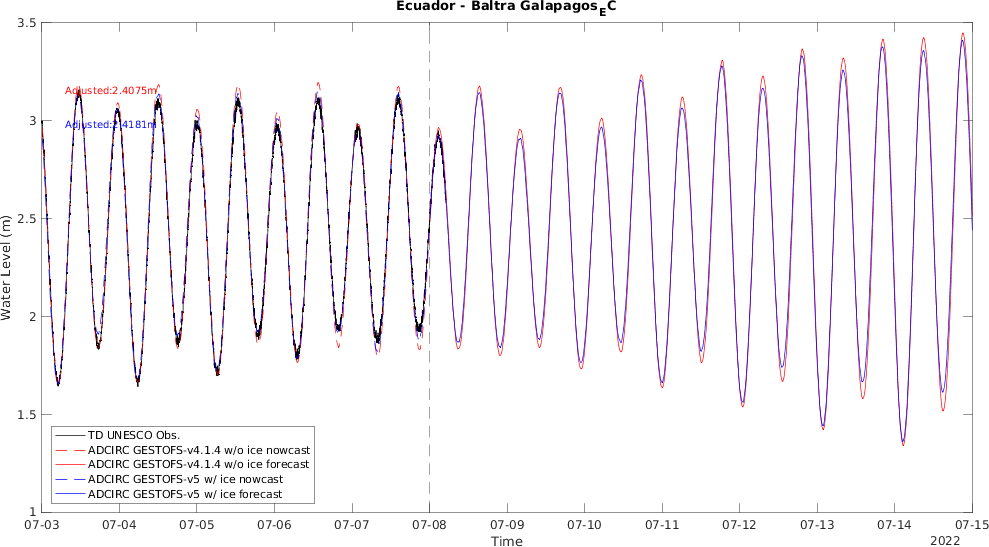 Ecuador - Baltra GalapagosEC
3.5
3
2.5
2
1.5
1
Water Level (m)
Adjusted:2.4075m
Adjusted:2.4181m
TD UNESCO Obs.
ADCIRC GESTOFS-v4.1.4 w/o ice nowcast
ADCIRC GESTOFS-v4.1.4 w/o ice forecast
ADCIRC GESTOFS-v5 w/ ice nowcast
ADCIRC GESTOFS-v5 w/ ice forecast
07-03 07-04 07-05 07-06 07-07 07-08 07-09 07-10 07-11 07-12 07-13 07-14 07-15
Time
2022